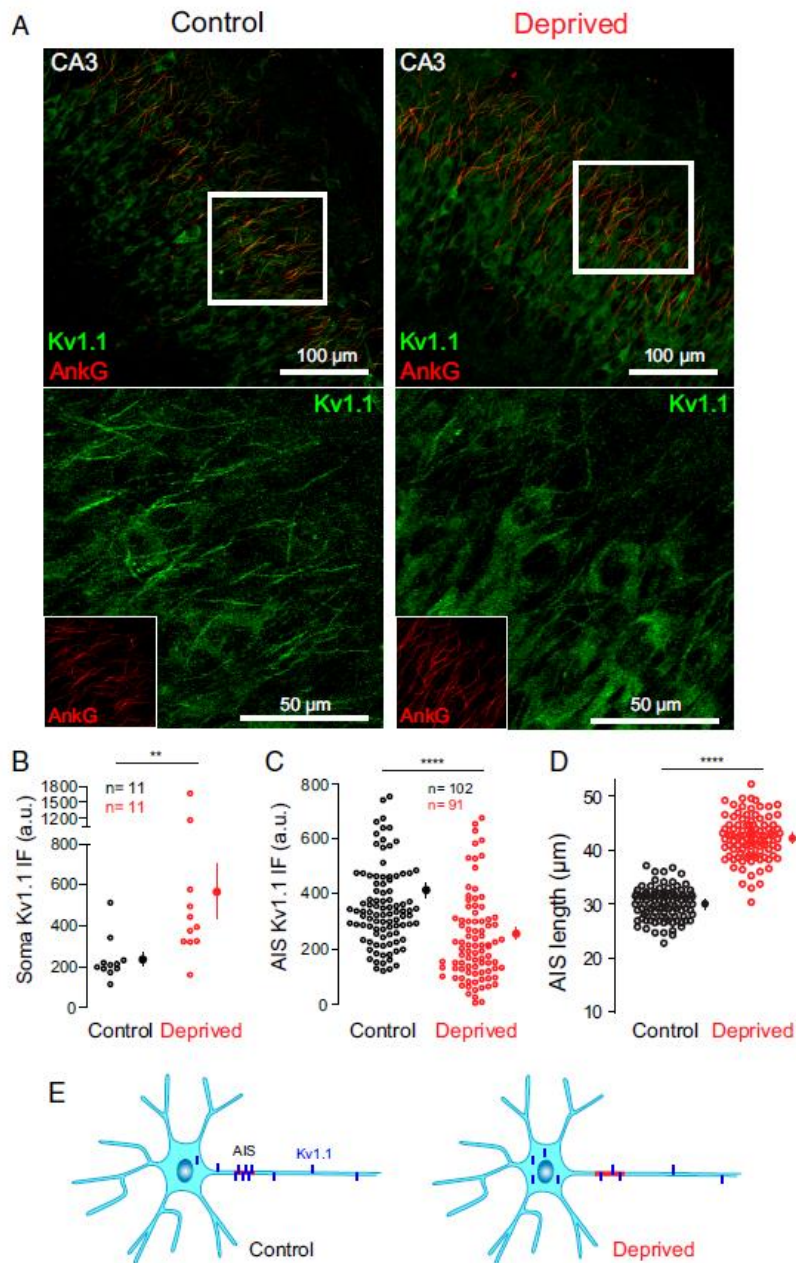 A
Control
Deprived
CA3
Kv1.1
AnkG
100 µm
CA3
Kv1.1
AnkG
100 µm
Kv1.1
AnkG
50 µm
Kv1.1
AnkG
50 µm
B
**
n= 11
n= 11
1800
1500
1200
800
600
400
200
0
Soma Kv1.1 IF (a.u.)
Control
Deprived
C
****
n= 102
n= 91
800
600
400
200
0
AIS Kv1.1 IF (a.u.)
Control
Deprived
D
****
50
40
30
20
10
AIS length (µm)
Control
Deprived
E
AIS
Kv1.1
Control
Deprived